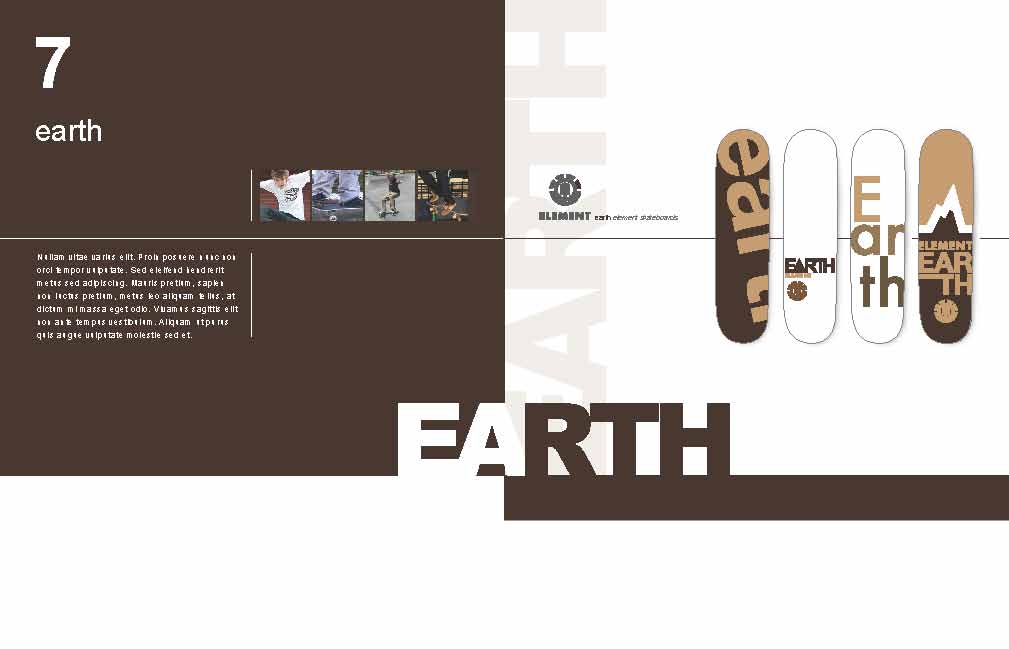 7
earth
Nullam vitae varius elit. Proin posuere nunc non
orci tempor vulputate. Sed eleifend hendrerit
metus sed adipiscing. Mauris pretium, sapien
non luctus pretium, metus leo aliquam tellus, at
dictum mi massa eget odio. Vivamus sagittis elit
non ante tempus vestibulum. Aliquam ut purus
quis augue vulputate molestie sed et.
EARTH
ELEMENT earth element skateboards
earth
EARTH
E
ar
th
ELEMENT
EAR
TH
EARTH